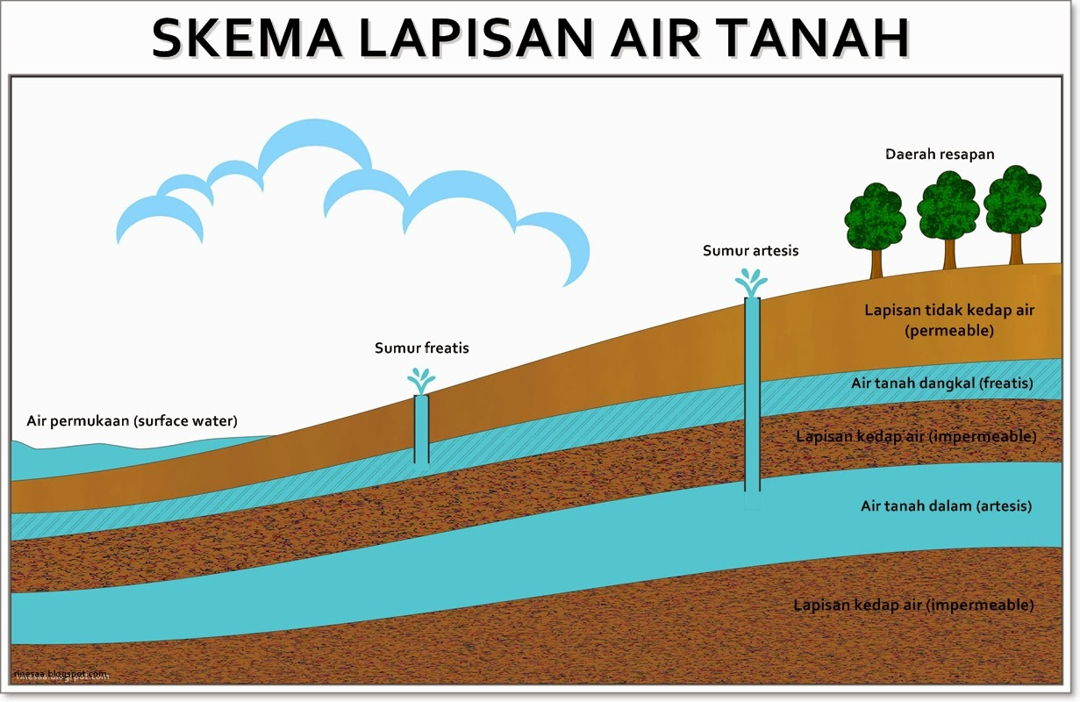 SKEMA LAPISAN AIR TANAH
Daerah resapan
Sumur artesis
Lapisan tidak kedap air
(permeable)
Sumur freatis
Air tanah dangkal (freatis)
Air permukaan (surface water)
Lapisan kedap air (impermeable)
Air tanah dalam (artesis)
Lapisan kedap air (impermeable)